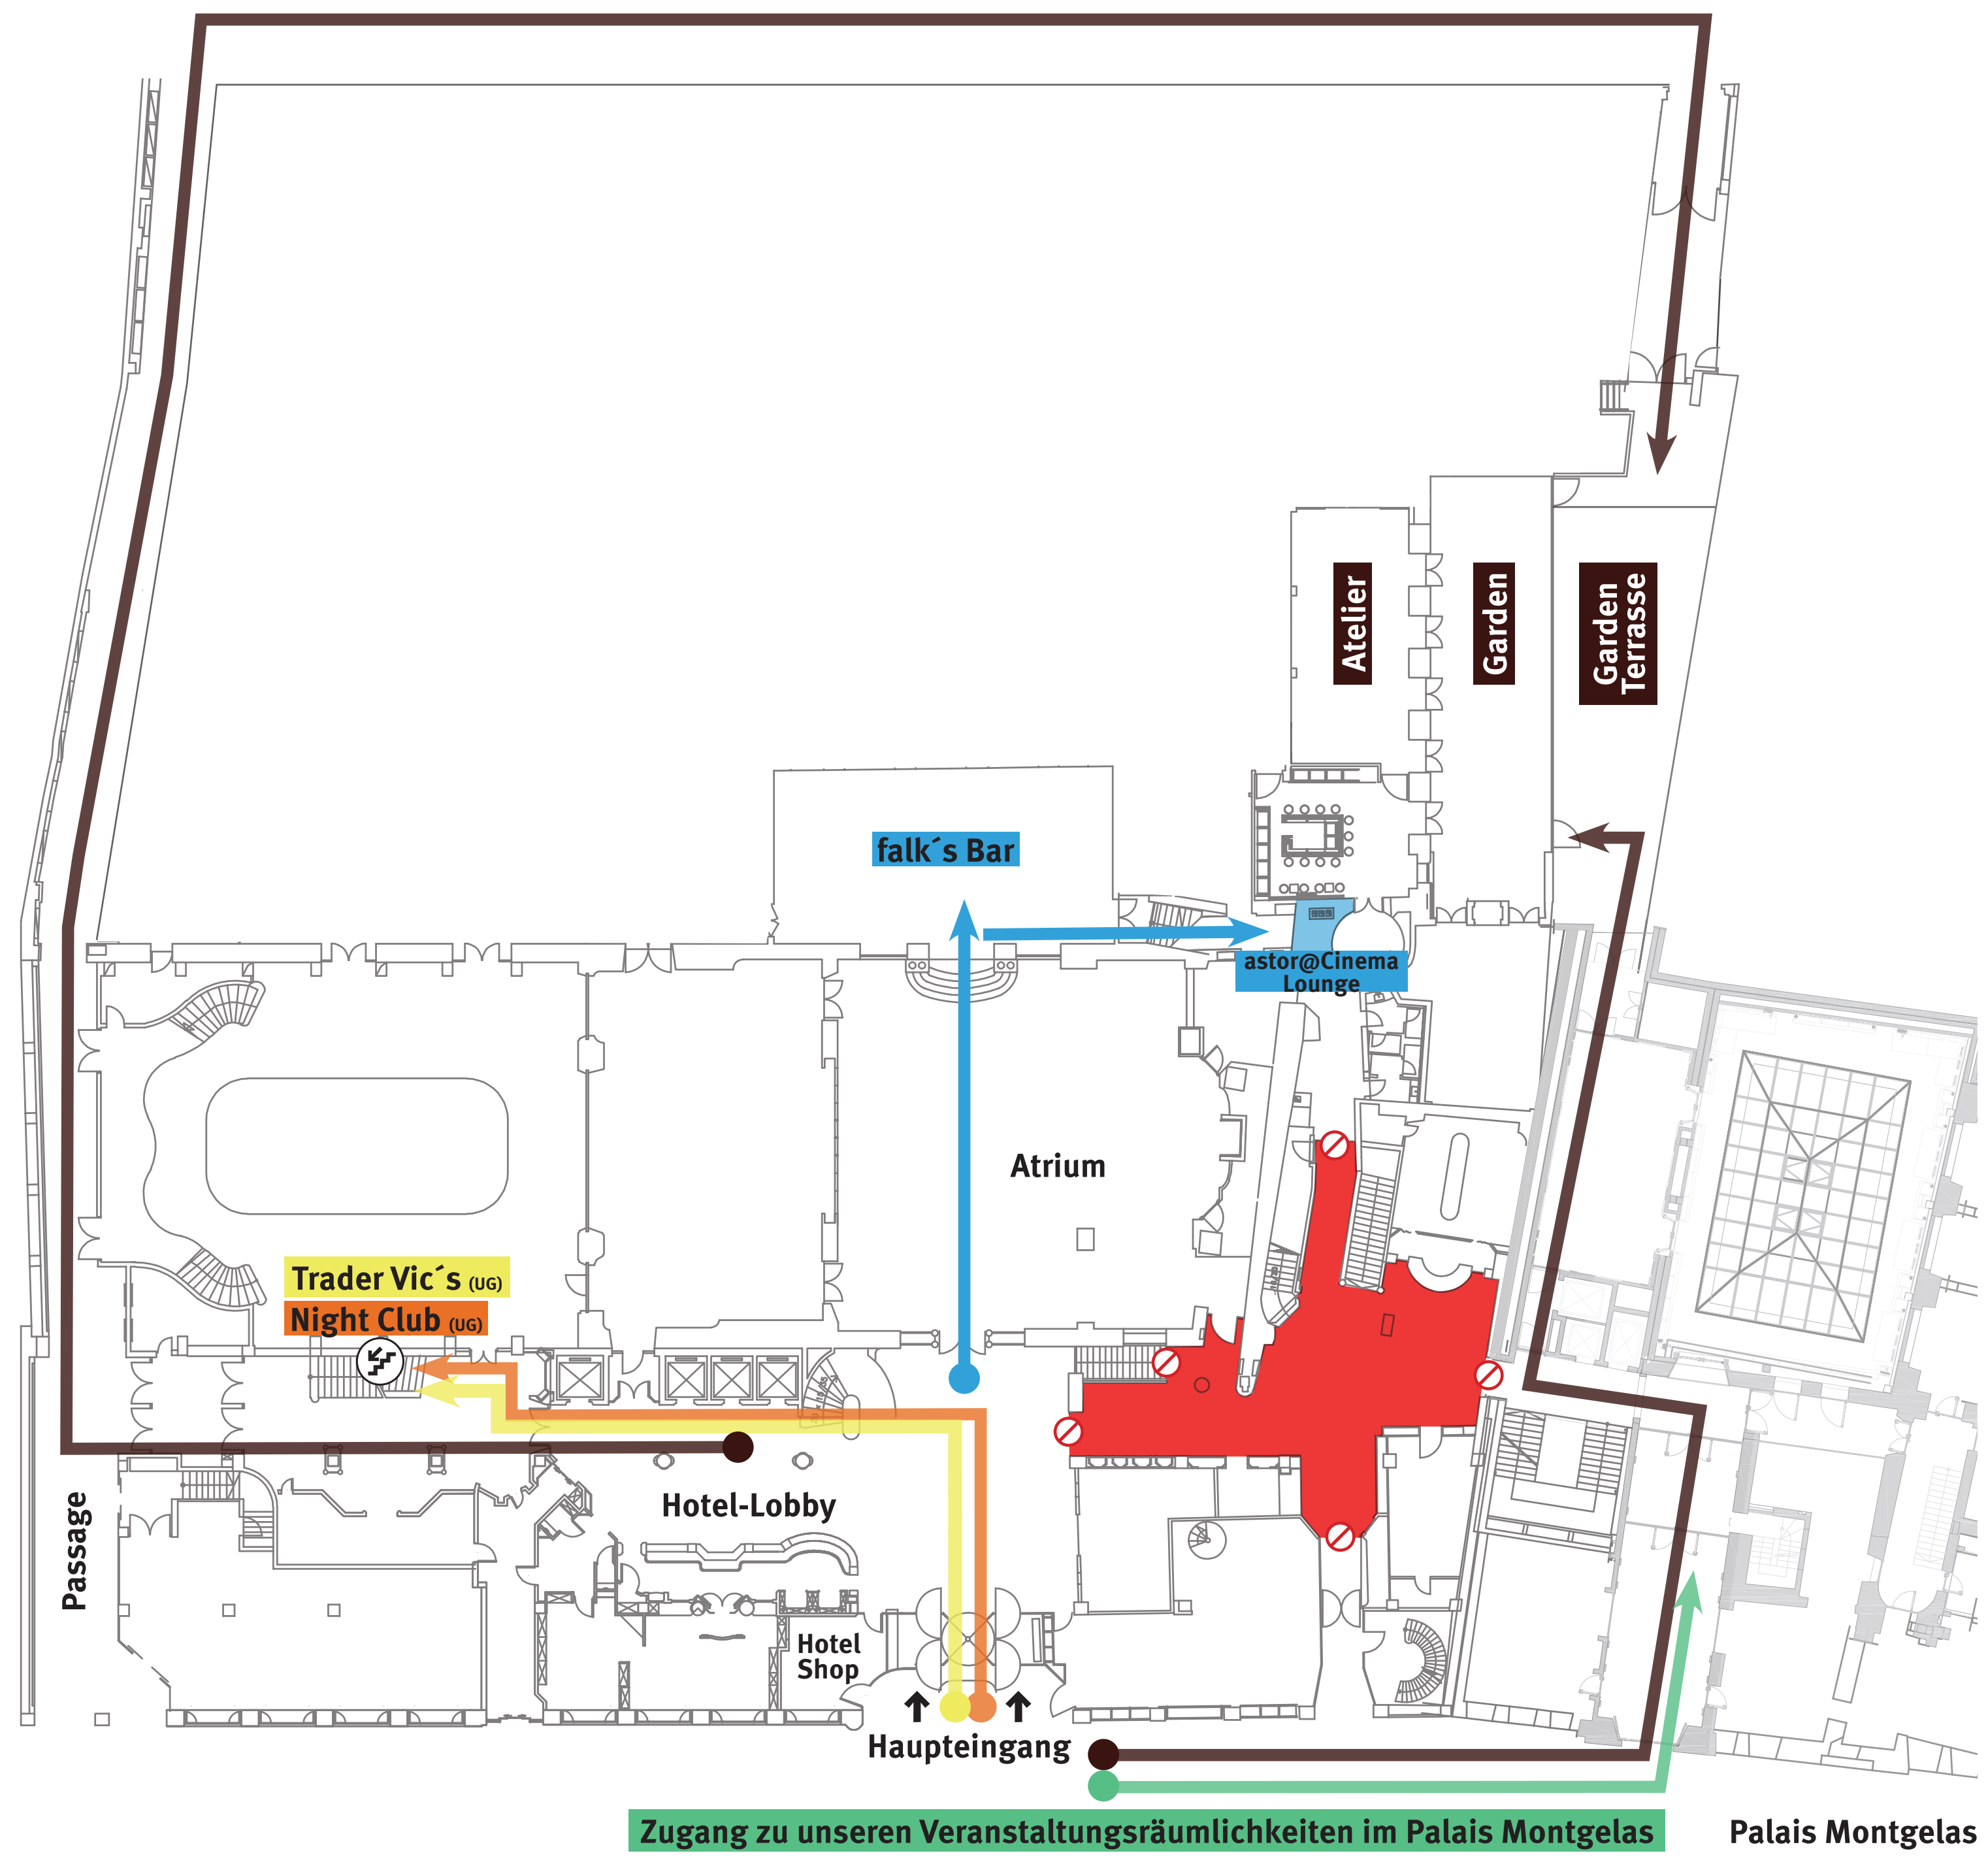 Atelier
Garden
Garden
Terrasse
falk´s Bar
astor@Cinema
Lounge
Atrium
Trader Vic´s (UG)
Night Club (UG)
Hotel-Lobby
Passage
Hotel
Shop
Haupteingang
Zugang zu unseren Veranstaltungsräumlichkeiten im Palais Montgelas
Palais Montgelas